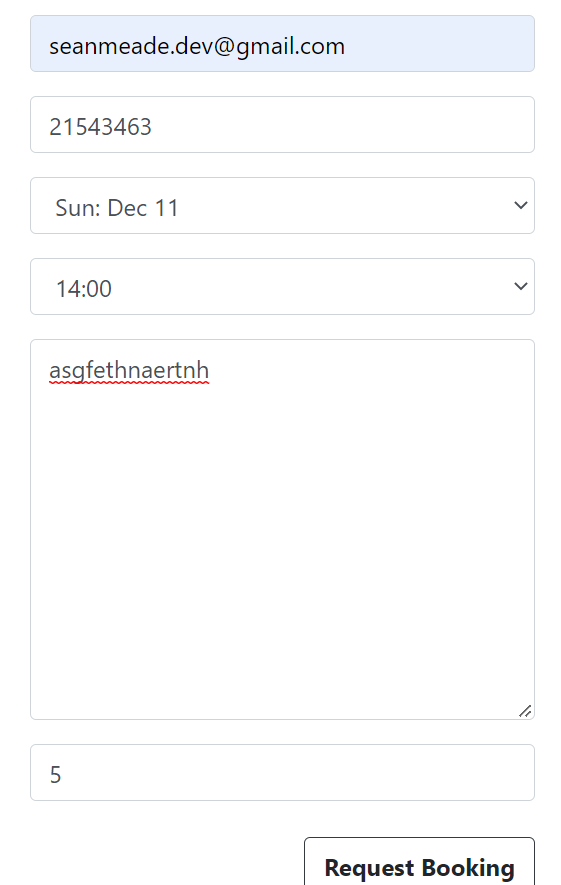 seanmeade.dev@gmail.com
21543463
Sun: Dec 11
14:00
asgfethnaertnh
5
Request Booking